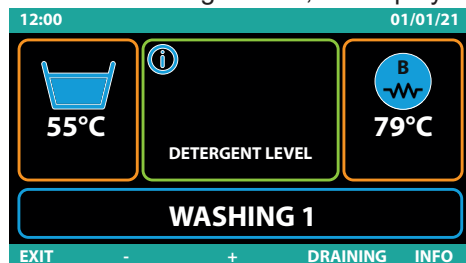 12:00 01/01/21
B
55°C
79°C
DETERGENT LEVEL
WASHING 1
EXIT - + DRAINING INFO